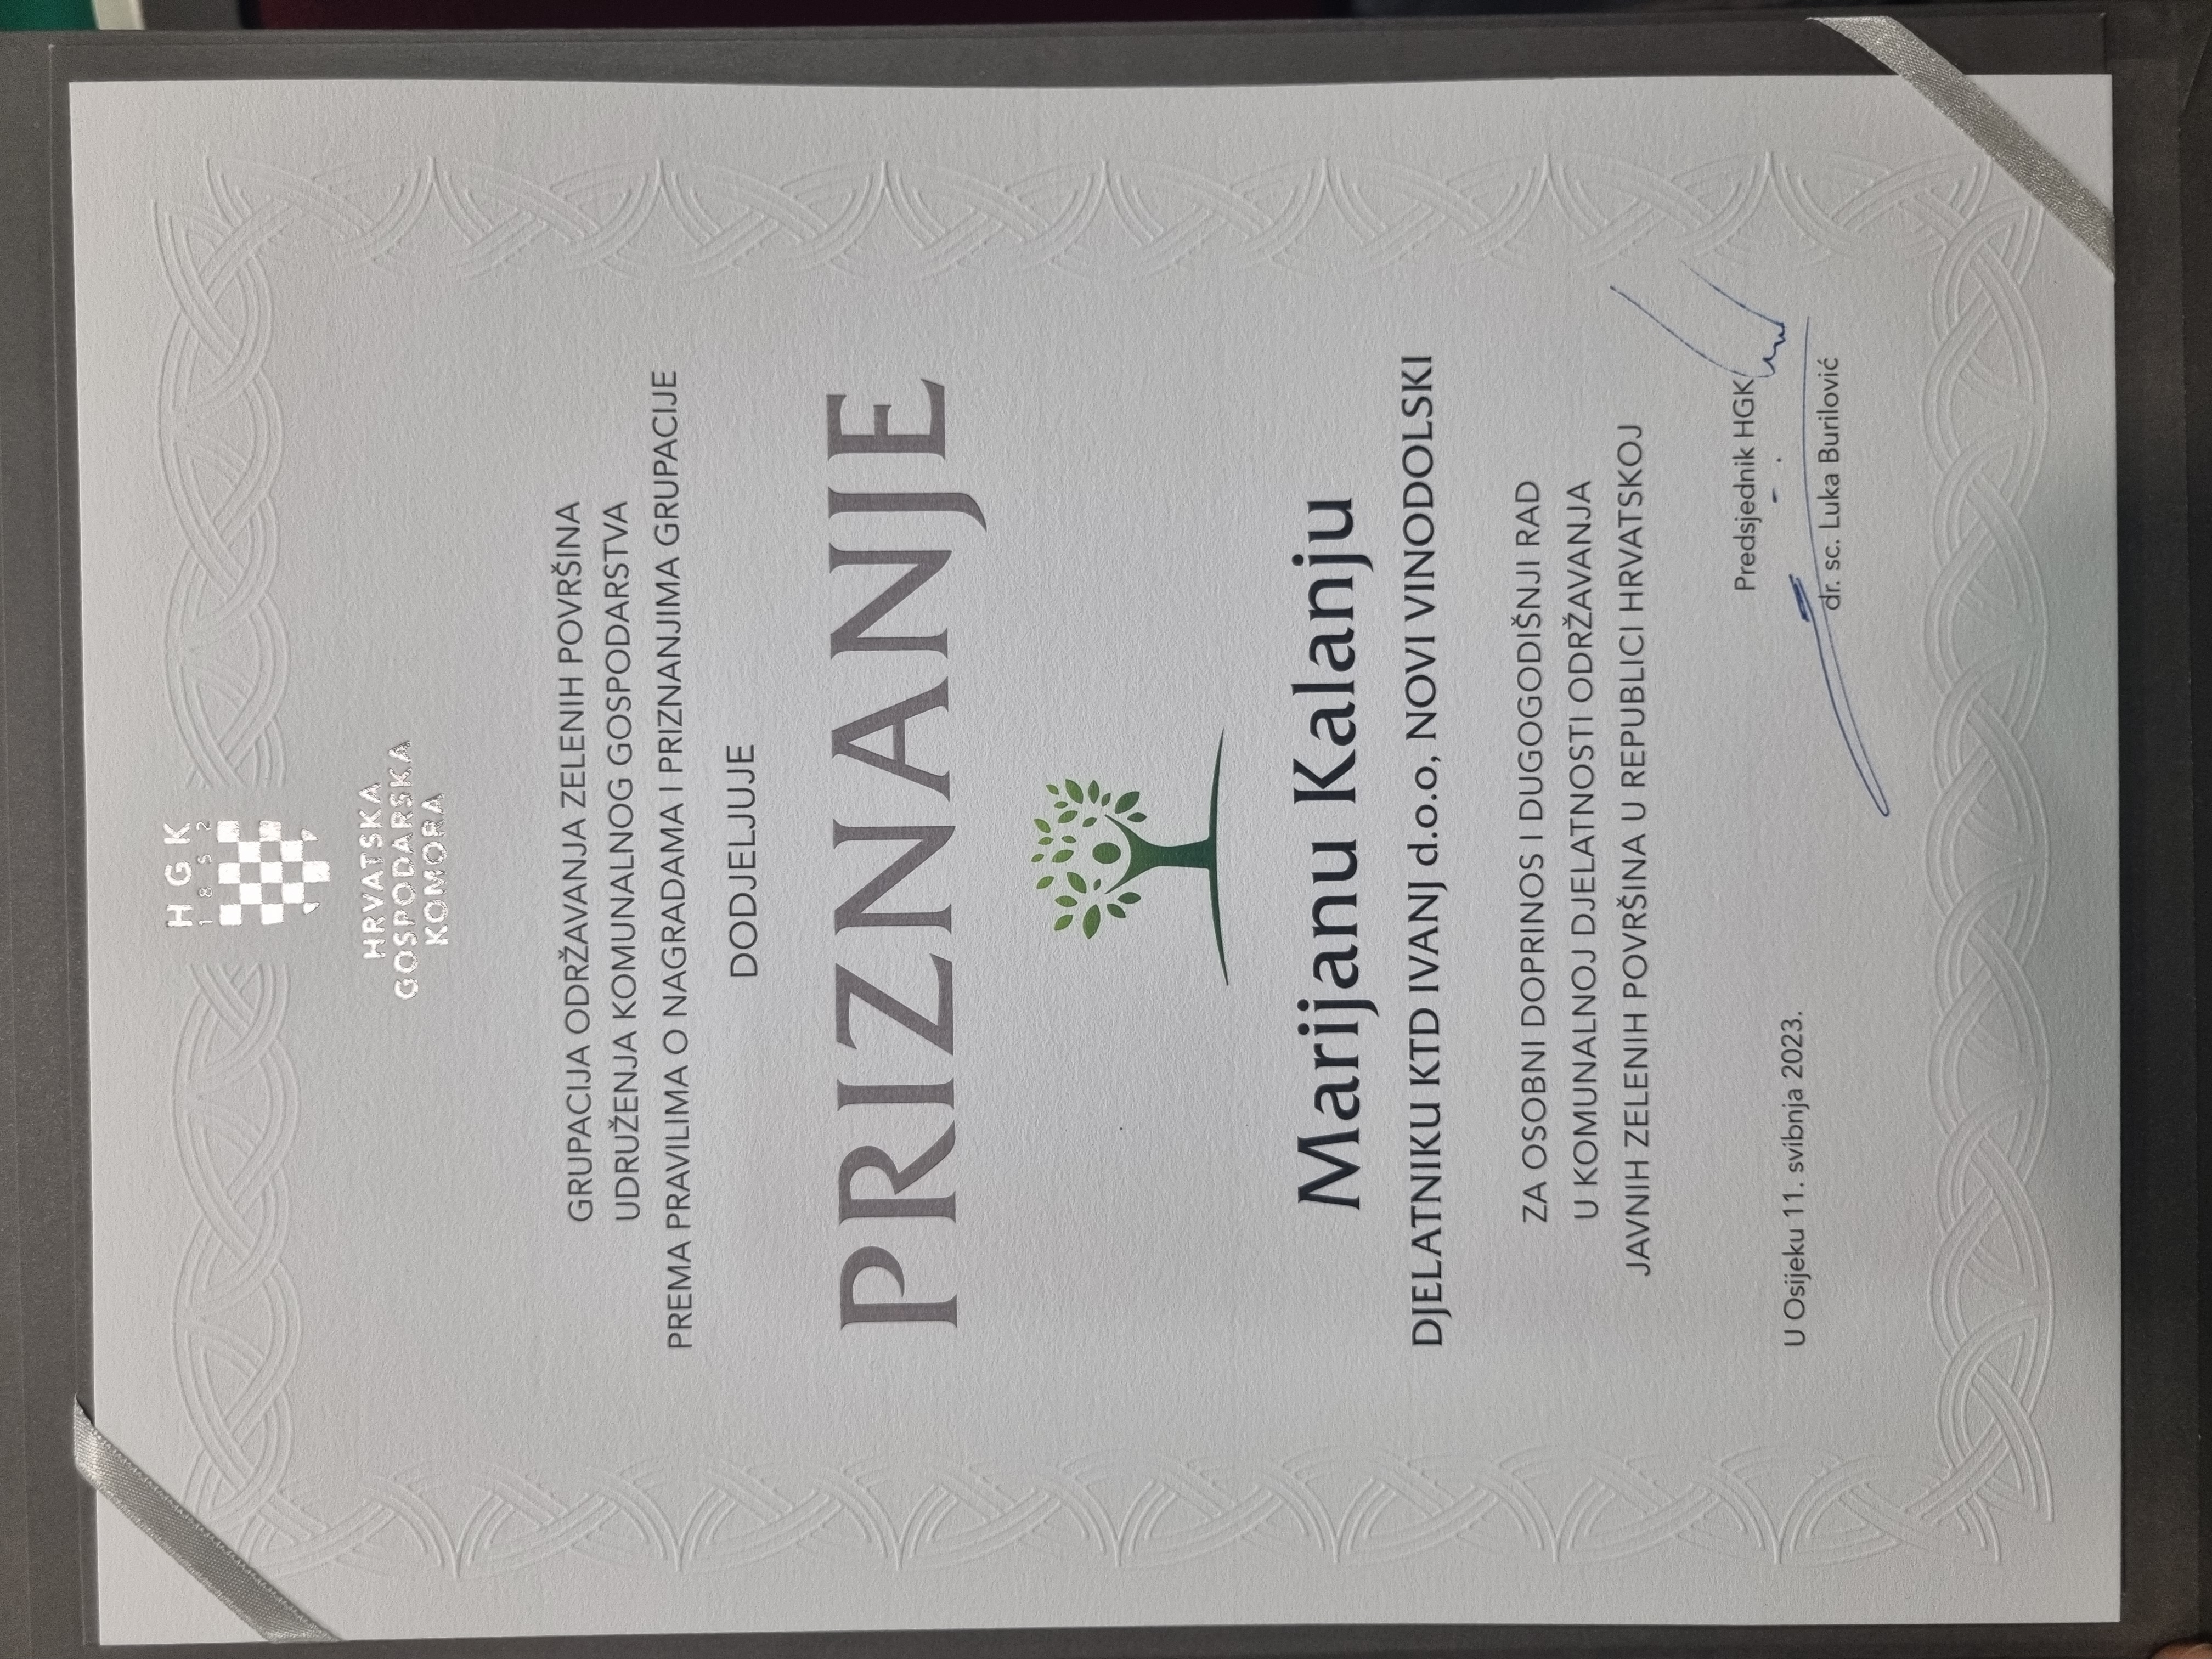 HGK
1852
HRVATSKA
GOSPODARSKA
KOMORA
GRUPACIJA ODRŽAVANJA ZELENIH POVRŠINA
UDRUŽENJA KOMUNALNOG GOSPODARSTVA
PREMA PRAVILIMA O NAGRADAMA I PRIZNANJIMA GRUPACIJE
DODJELJUJE
PRIZNANJE
Marijanu Kalanju
DJELATNIKU KTD IVANJ d.o.o, NOVI VINODOLSKI
ZA OSOBNI DOPRINOS I DUGOGODIŠNJI RAD
U KOMUNALNOJ DJELATNOSTI ODRŽAVANJA
JAVNIH ZELENIH POVRŠINA U REPUBLICI HRVATSKOJ
Predsjednik HGK
U Osijeku 11. svibnja 2023.
dr. sc. Luka Burilović